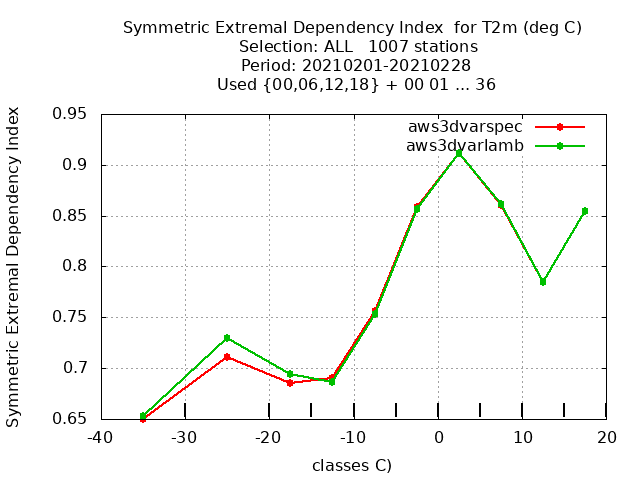 Symmetric Extremal Dependency Index  for T2m (deg C)
Selection: ALL   1007 stations
Period: 20210201-20210228
Used {00,06,12,18} + 00 01 ... 36
Symmetric Extremal Dependency Index
0.95
0.9
0.85
0.8
0.75
0.7
0.65
aws3dvarspec
aws3dvarlamb
-40 -30 -20 -10 0 10 20
classes C)